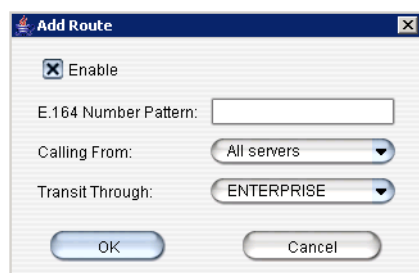 Add Route
Enable
E.164 Number Pattern:
Calling From: All servers
Transit Through: ENTERPRISE
OK Cancel